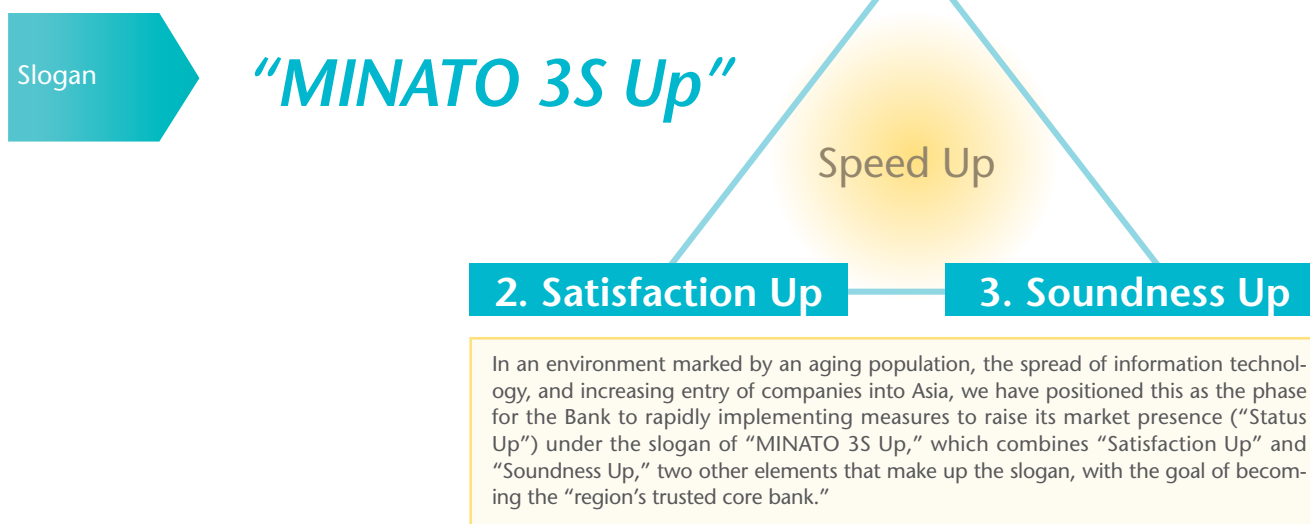 Slogan
“MINATO 3S Up”
Speed Up
2. Satisfaction Up
3. Soundness Up
In an environment marked by an aging population, the spread of information technol-
ogy, and increasing entry of companies into Asia, we have positioned this as the phase
for the Bank to rapidly implementing measures to raise its market presence (“Status
Up”) under the slogan of “MINATO 3S Up,” which combines “Satisfaction Up” and
“Soundness Up,” two other elements that make up the slogan, with the goal of becom-
ing the “region’s trusted core bank.”